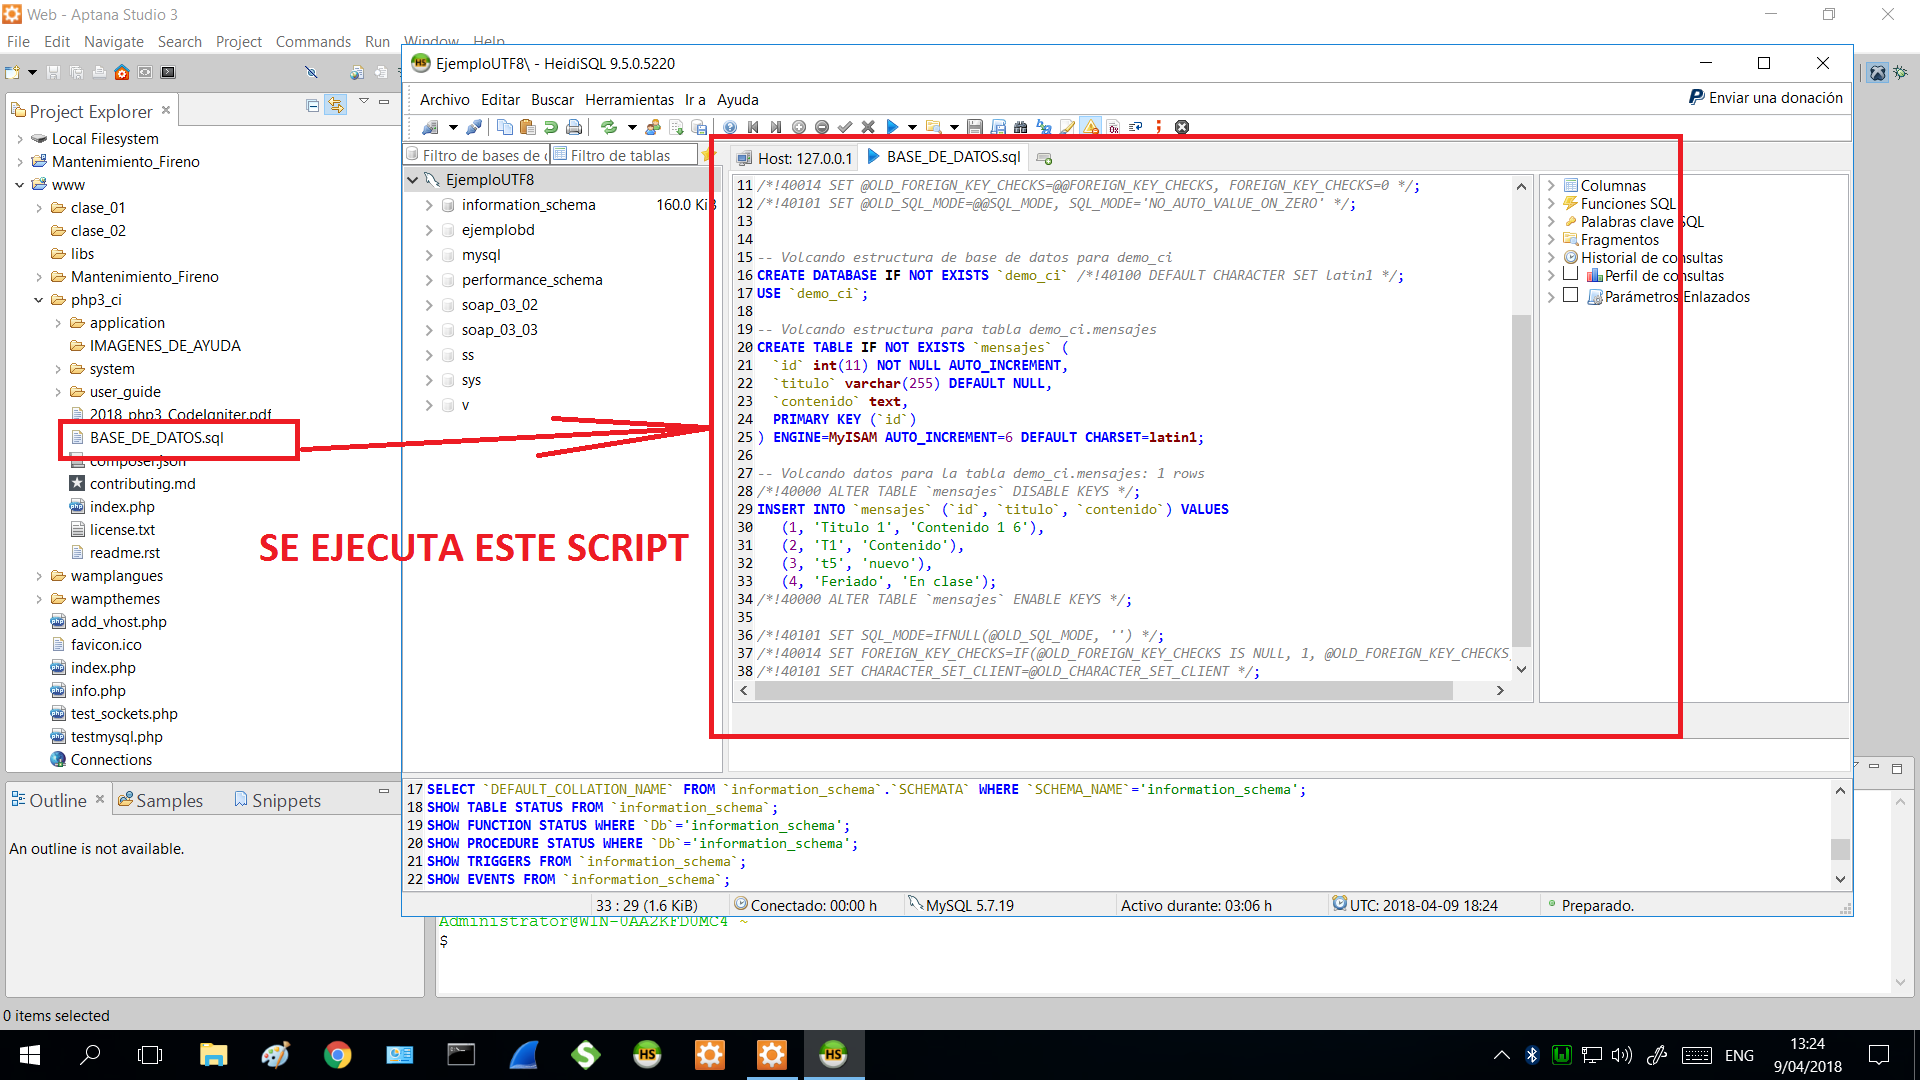 Web - Aptana Studio 3
File Edit Navigate Search Project Commands Run Window Help
Project Explorer
Local Filesystem
Mantenimiento_Fireno
www
clase_01
clase_02
libs
Mantenimiento_Fireno
php3_ci
application
IMAGENES_DE_AYUDA
system
user_guide
2018_php3_CodeIgniter.pdf
BASE_DE_DATOS.sql
composer.json
contributing.md
index.php
license.txt
readme.rst
wamplangues
wampthemes
add_vhost.php
favicon.ico
index.php
info.php
test_sockets.php
testmysql.php
Connections
Outline Samples Snippets
An outline is not available.
0 items selected
EjemploUTF8\ - HeidiSQL 9.5.0.5220
Archivo Editar Buscar Herramientas Ir a Ayuda
Enviar una donación
Filtro de bases de Filtro de tablas
EjemploUTF8
information_schema 160.0 KiB
ejemplobd
mysql
performance_schema
soap_03_02
soap_03_03
ss
sys
v
SE EJECUTA ESTE SCRIPT
Host: 127.0.0.1 BASE_DE_DATOS.sql
11 /*!40014 SET @OLD_FOREIGN_KEY_CHECKS=@@FOREIGN_KEY_CHECKS, FOREIGN_KEY_CHECKS=0 */;
12 /*!40101 SET @OLD_SQL_MODE=@@SQL_MODE, SQL_MODE='NO_AUTO_VALUE_ON_ZERO' */;
13
14
15 -- Volcando estructura de base de datos para demo_ci
16 CREATE DATABASE IF NOT EXISTS `demo_ci` /*!40100 DEFAULT CHARACTER SET latin1 */;
17 USE `demo_ci`;
18
19 -- Volcando estructura para tabla demo_ci.mensajes
20 CREATE TABLE IF NOT EXISTS `mensajes` (
21 `id` int(11) NOT NULL AUTO_INCREMENT,
22 `titulo` varchar(255) DEFAULT NULL,
23 `contenido` text,
24 PRIMARY KEY (`id`)
25 ) ENGINE=MyISAM AUTO_INCREMENT=6 DEFAULT CHARSET=latin1;
26
27 -- Volcando datos para la tabla demo_ci.mensajes: 1 rows
28 /*!40000 ALTER TABLE `mensajes` DISABLE KEYS */;
29 INSERT INTO `mensajes` (`id`, `titulo`, `contenido`) VALUES
30 (1, 'Titulo 1', 'Contenido 1 6'),
31 (2, 'T1', 'Contenido'),
32 (3, 't5', 'nuevo'),
33 (4, 'Feriado', 'En clase');
34 /*!40000 ALTER TABLE `mensajes` ENABLE KEYS */;
35
36 /*!40101 SET SQL_MODE=IFNULL(@OLD_SQL_MODE, '') */;
37 /*!40014 SET FOREIGN_KEY_CHECKS=IF(@OLD_FOREIGN_KEY_CHECKS IS NULL, 1, @OLD_FOREIGN_KEY_CHECKS
38 /*!40101 SET CHARACTER_SET_CLIENT=@OLD_CHARACTER_SET_CLIENT */;
Columnas
Funciones SQL
Palabras clave SQL
Fragmentos
Historial de consultas
Perfil de consultas
Parámetros Enlazados
17 SELECT `DEFAULT_COLLATION_NAME` FROM `information_schema`.`SCHEMATA` WHERE `SCHEMA_NAME`='information_schema';
18 SHOW TABLE STATUS FROM `information_schema`;
19 SHOW FUNCTION STATUS WHERE `Db`='information_schema';
20 SHOW PROCEDURE STATUS WHERE `Db`='information_schema';
21 SHOW TRIGGERS FROM `information_schema`;
22 SHOW EVENTS FROM `information_schema`;
33 : 29 (1.6 KiB) Conectado: 00:00 h MySQL 5.7.19 Activo durante: 03:06 h UTC: 2018-04-09 18:24 Preparado.
Administrator@WIN-0AA2KFD0MC4 ~
$
ENG
13:24
9/04/2018